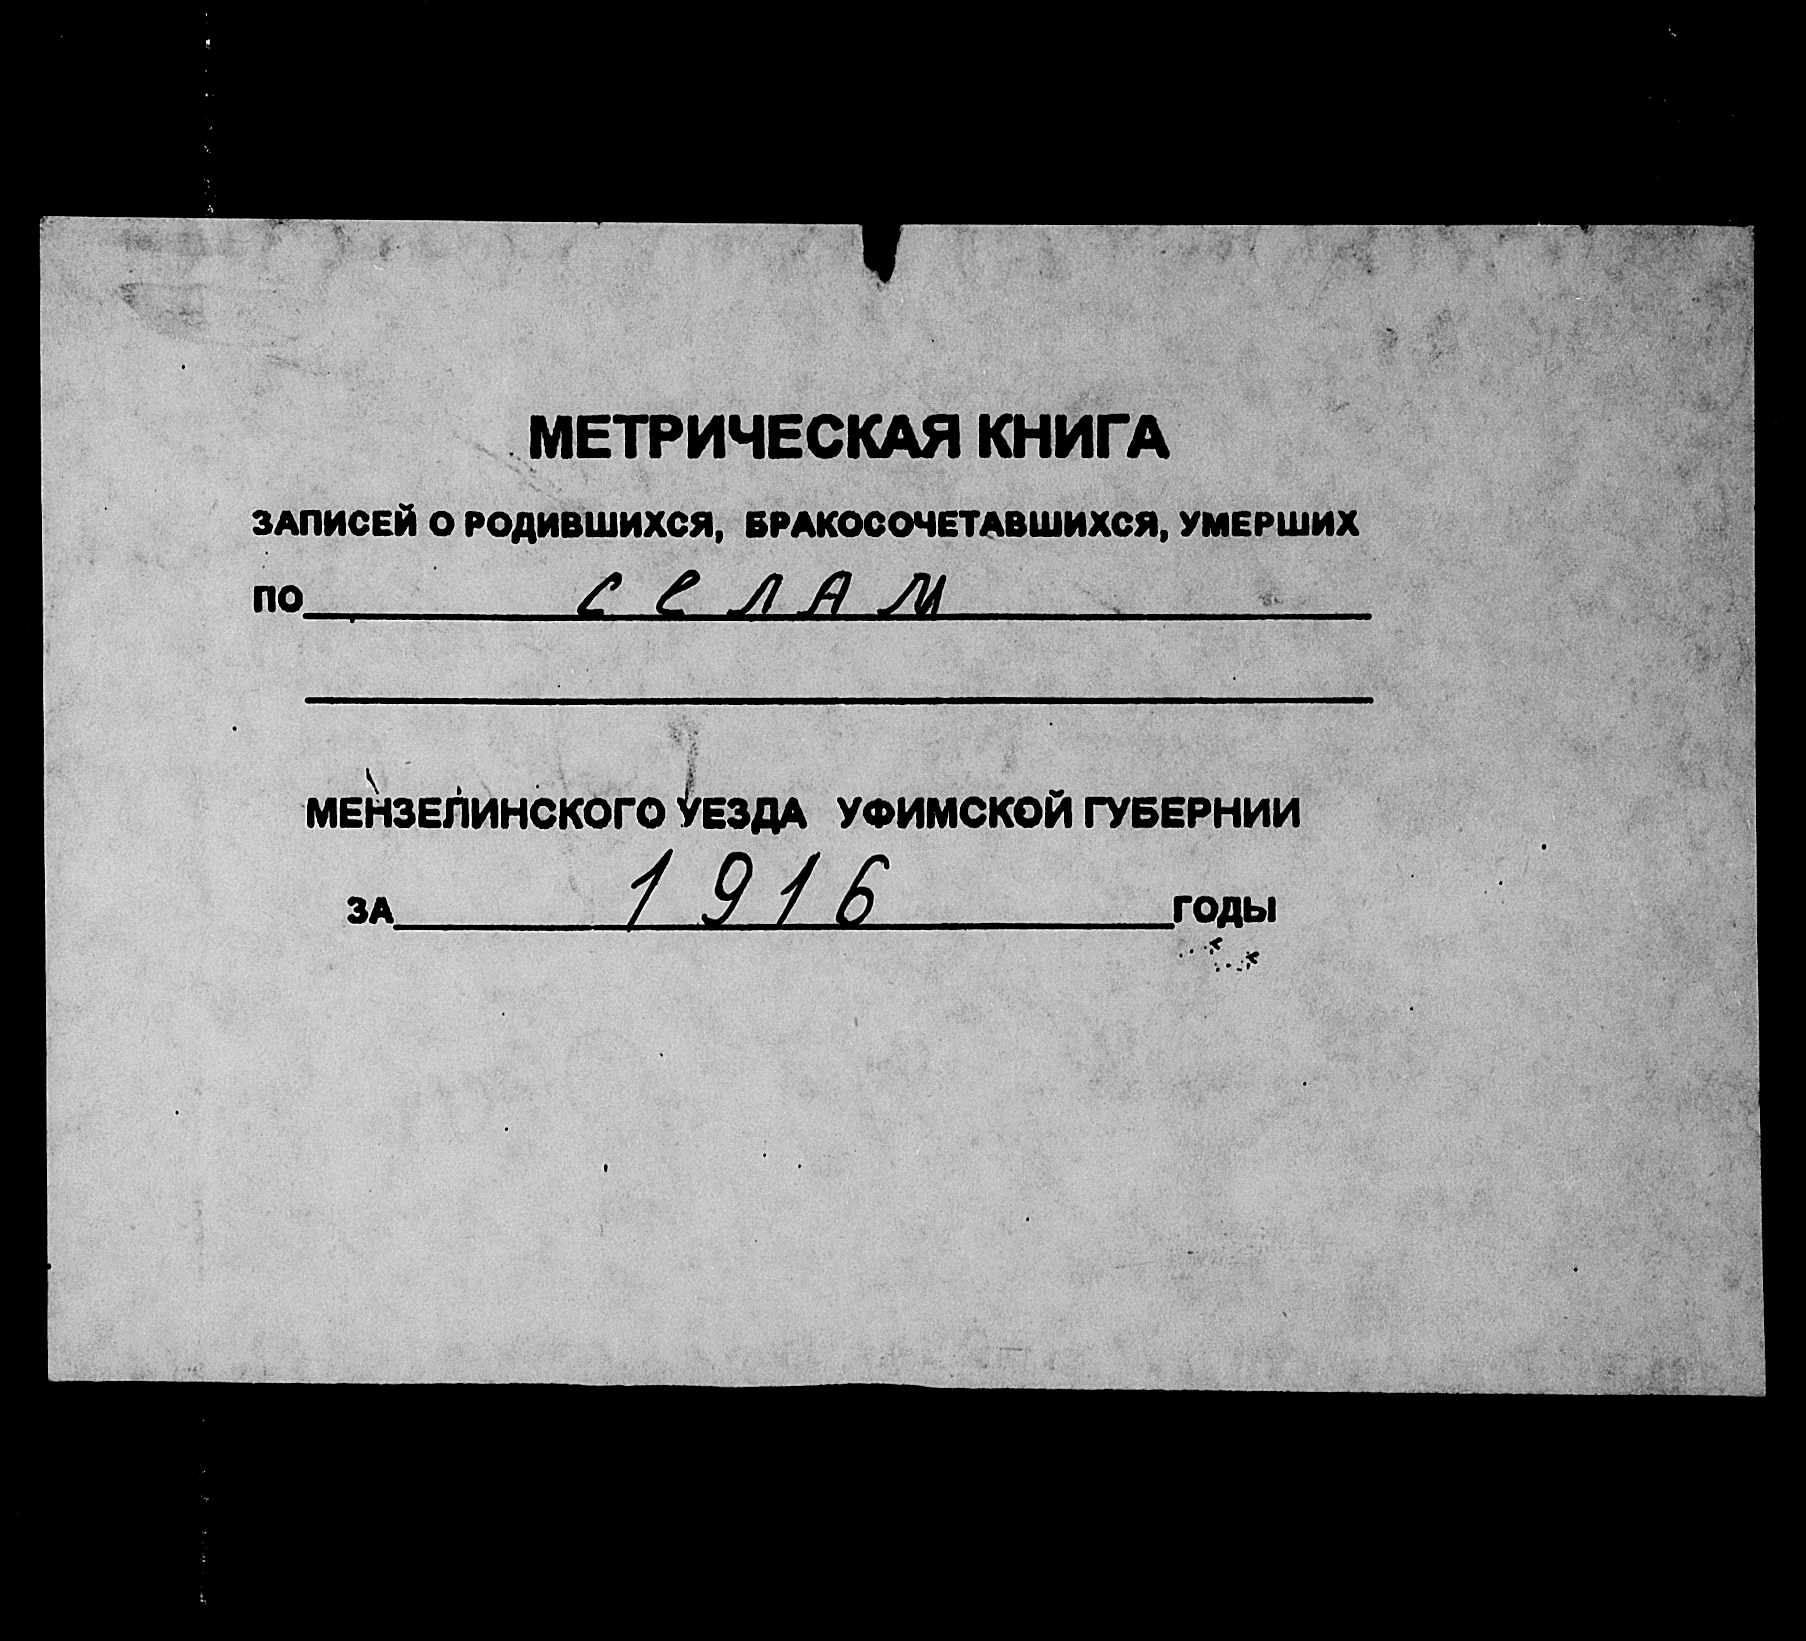 МЕТРИЧЕСКАЯ КНИГА
ЗАПИСЕЙ О РОДИВШИХСЯ, БРАКОСОЧЕТАВШИХСЯ, УМЕРШИХ
ПО селам
МЕНЗЕЛИНСКОГО УЕЗДА УФИМСКОЙ ГУБЕРНИИ
ЗА 1916 ГОДЫ